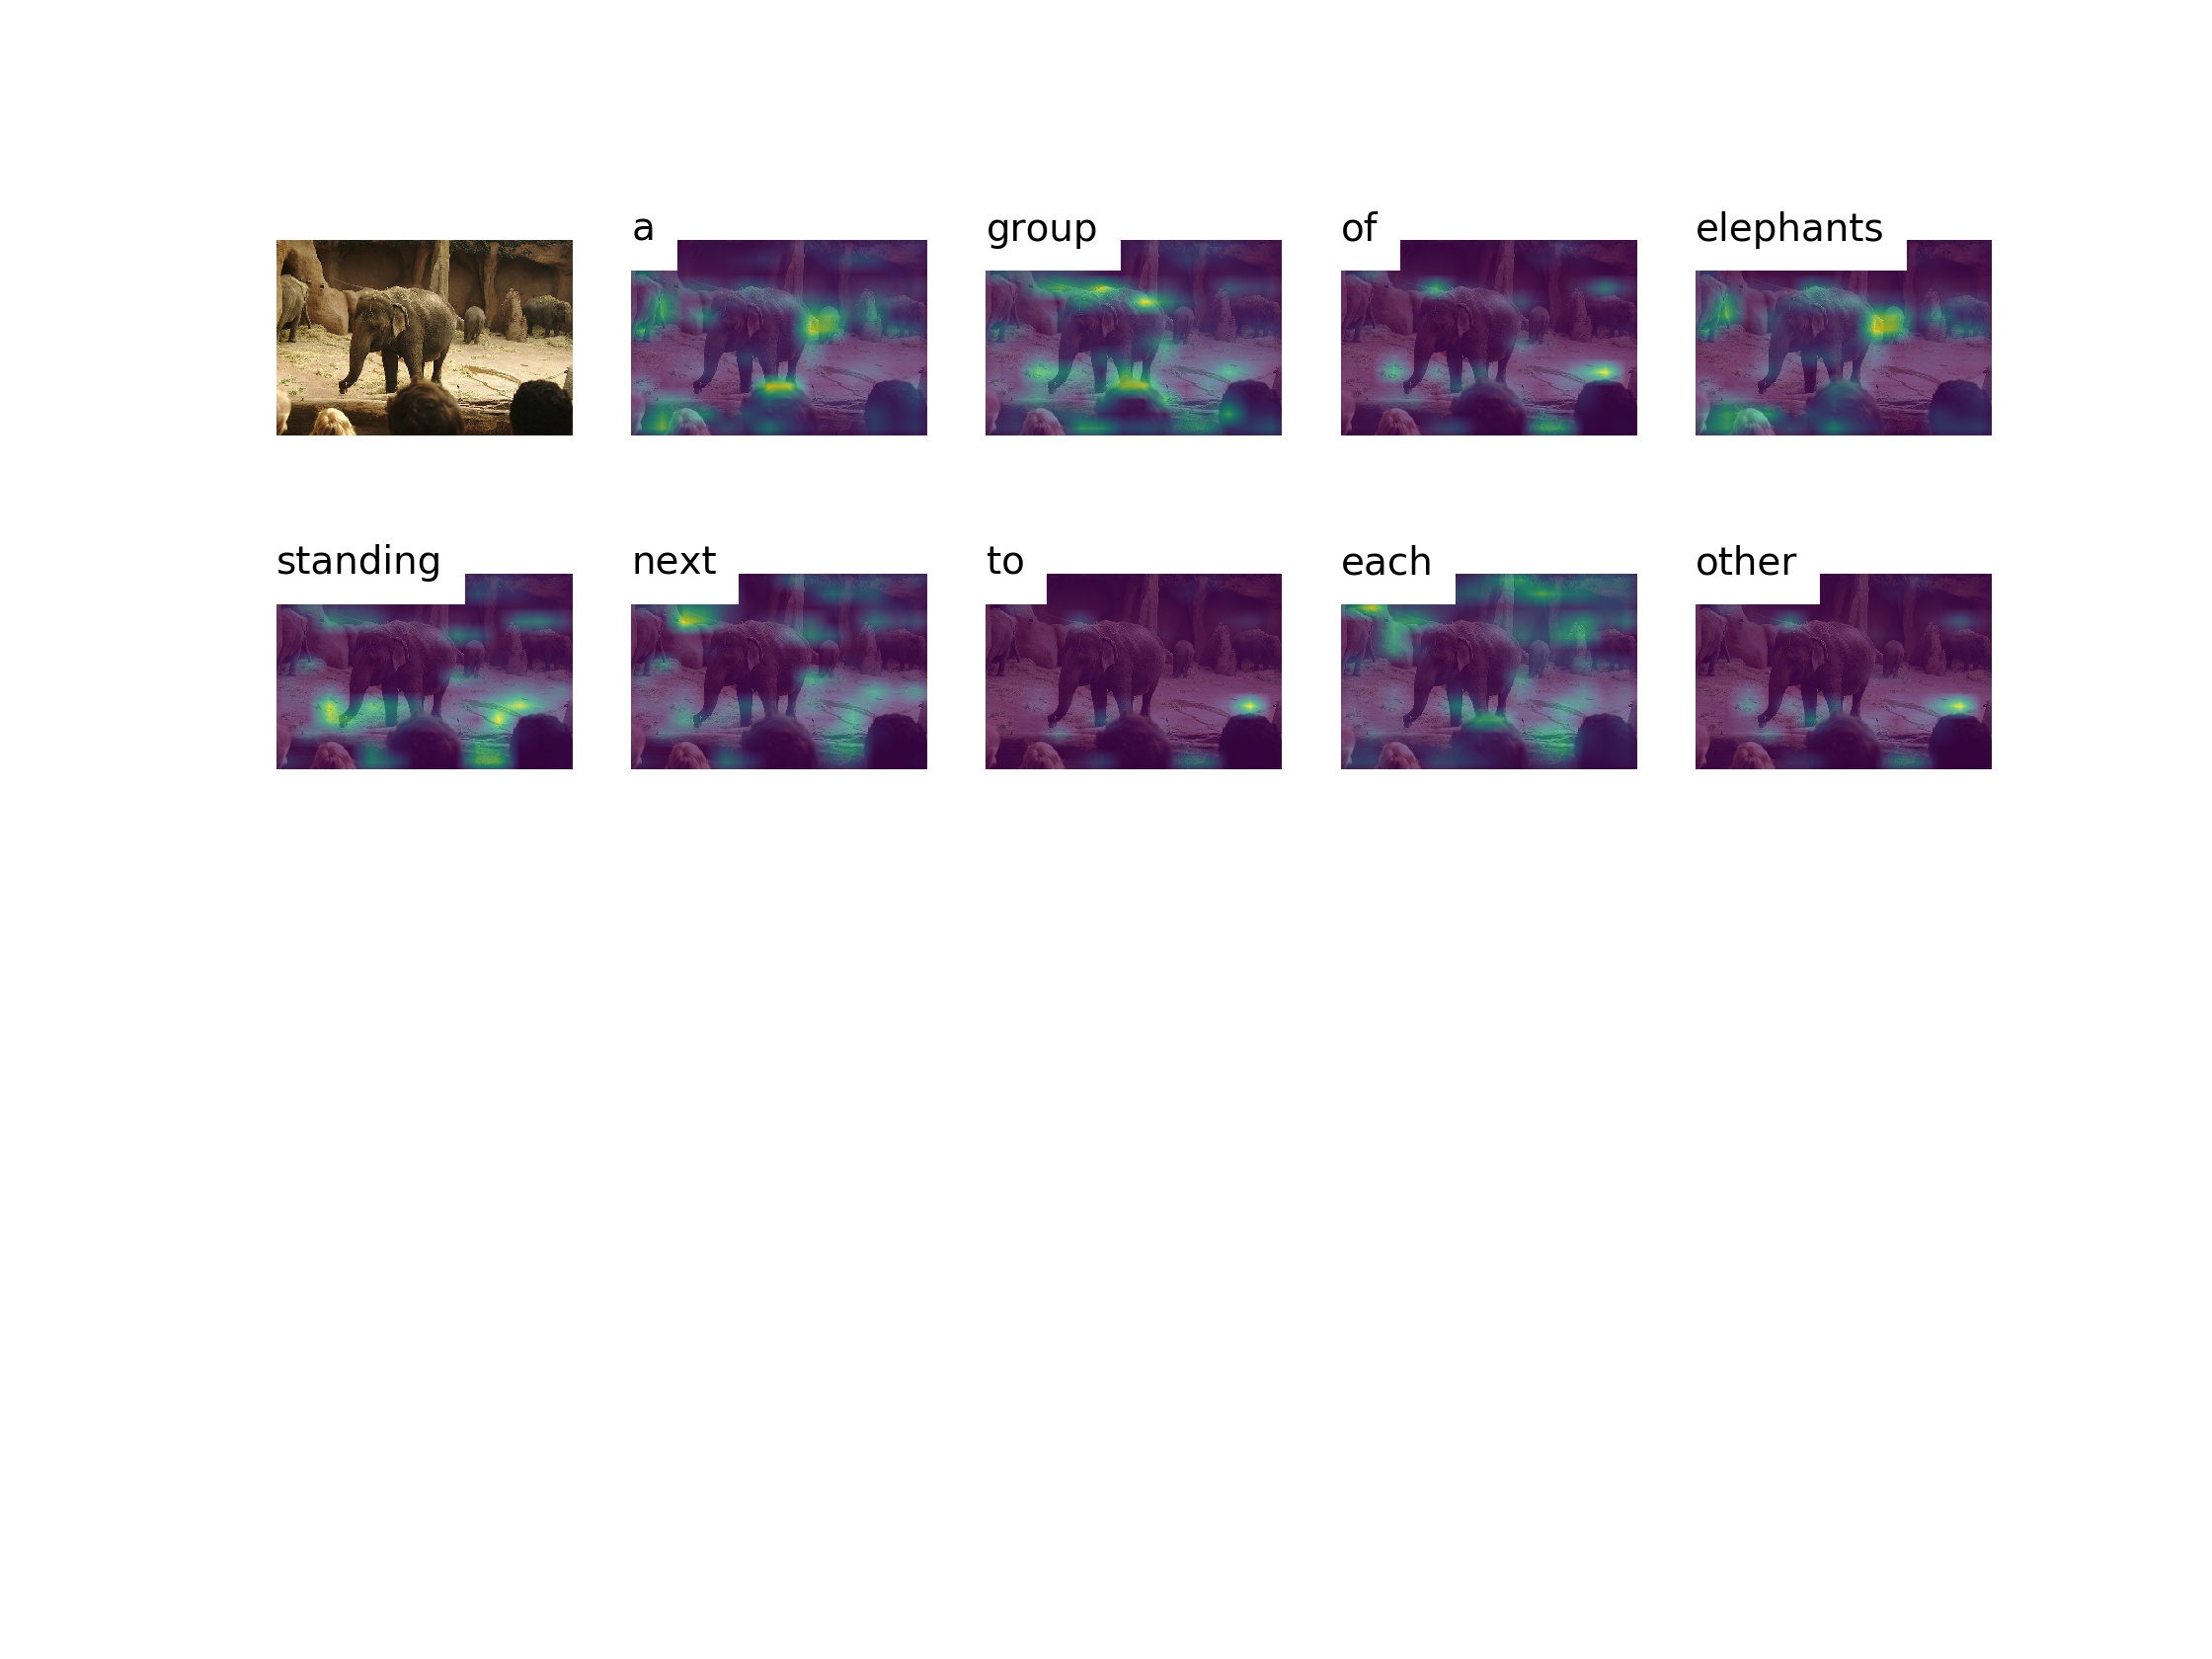 a group of elephants
standing next to each other